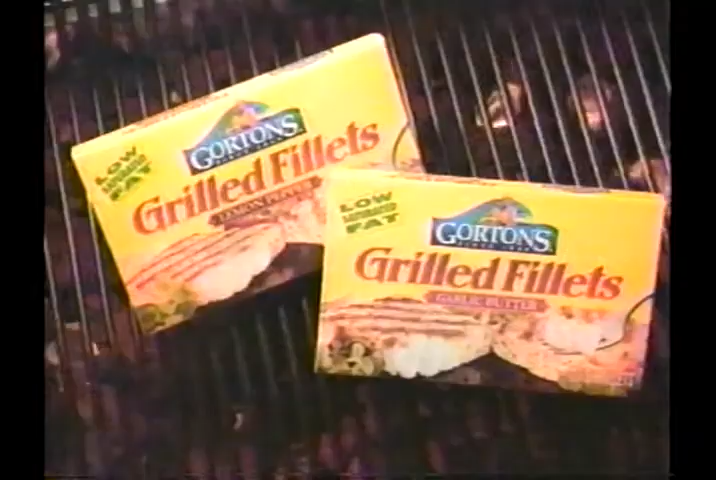 LOW
SATURATED
FAT
GORTON'S
Grilled Fillets
LEMON PEPPER
LOW
SATURATED
FAT
GORTON'S
Grilled Fillets
GARLIC BUTTER